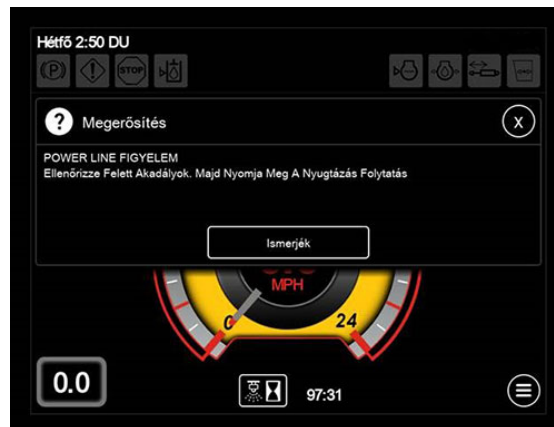 Hétfő 2:50 DU
(P)
STOP
? Megerősítés X
POWER LINE FIGYELEM
Ellenőrizze Felett Akadályok. Majd Nyomja Meg A Nyugtázás Folytatás
Ismerjék
MPH
0 24
0.0 97:31